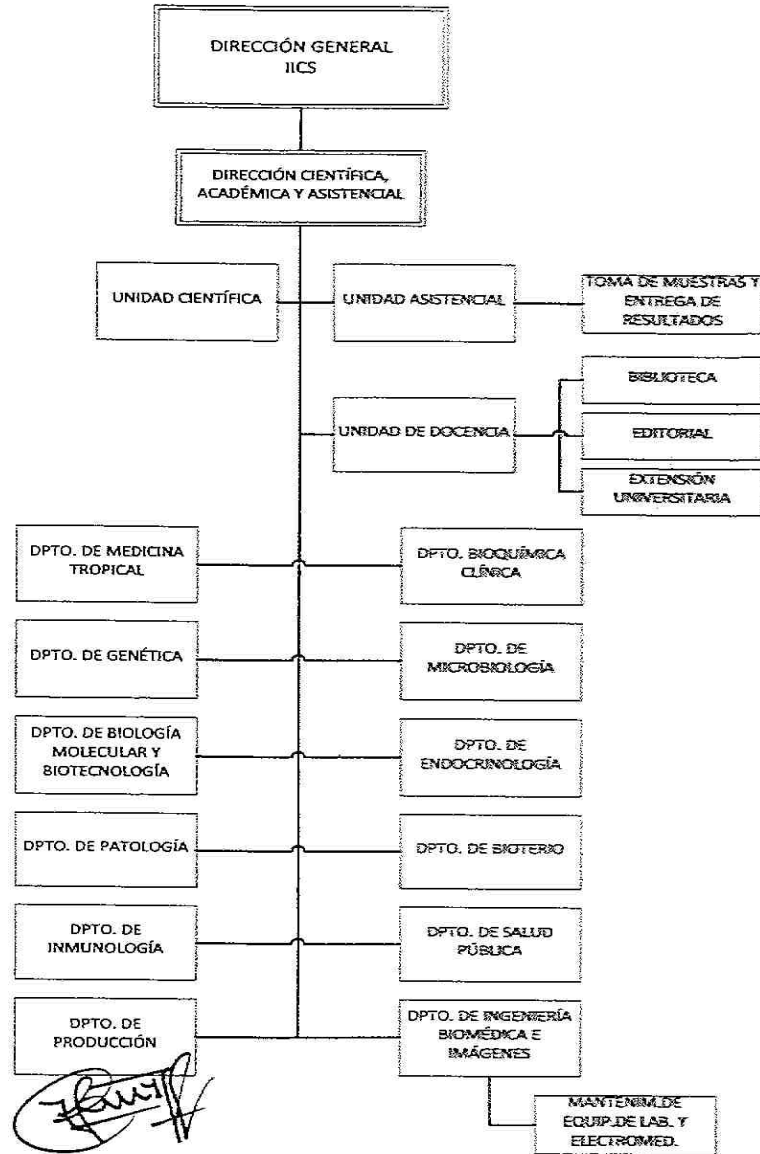 DIRECCIÓN GENERAL
IICS
DIRECCIÓN CIENTÍFICA,
ACADÉMICA Y ASISTENCIAL
UNIDAD CIENTÍFICA
UNIDAD ASISTENCIAL
TOMA DE MUESTRAS Y
ENTREGA DE
RESULTADOS
BIBLIOTECA
UNIDAD DE DOCENCIA
EDITORIAL
EXTENSIÓN
UNIVERSITARIA
DPTO. DE MEDICINA
TROPICAL
DPTO. BIOQUÍMICA
CLÍNICA
DPTO. DE GENÉTICA
DPTO. DE
MICROBIOLOGÍA
DPTO. DE BIOLOGÍA
MOLECULAR Y
BIOTECNOLOGÍA
DPTO. DE
ENDOCRINOLOGÍA
DPTO. DE PATOLOGÍA
DPTO. DE BIOTERIO
DPTO. DE
INMUNOLOGÍA
DPTO. DE SALUD
PÚBLICA
DPTO. DE
PRODUCCIÓN
DPTO. DE INGENIERÍA
BIOMÉDICA E
IMÁGENES
MANTENIM.DE
EQUIP.DE LAB. Y
ELECTROMED.